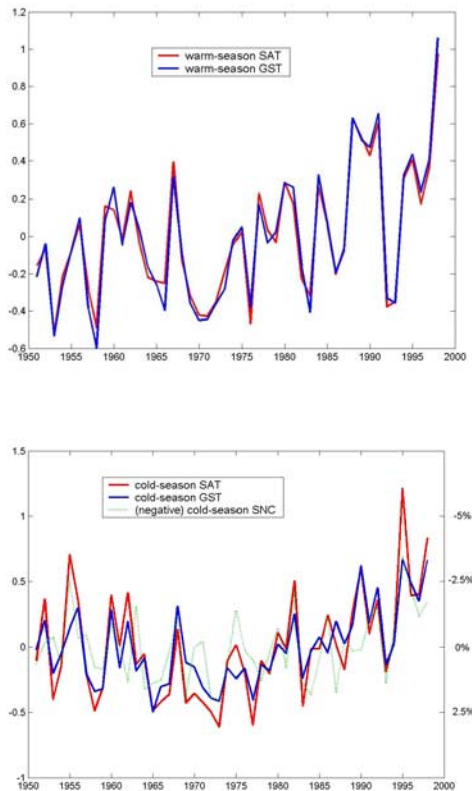 1.2
1
0.8
0.6
0.4
0.2
0
-0.2
-0.4
-0.6
warm-season SAT
warm-season GST
1950 1955 1960 1965 1970 1975 1980 1985 1990 1995 2000
1.5
1
0.5
0
-0.5
-1
cold-season SAT
cold-season GST
(negative) cold-season SNC
-5%
-2.5%
0%
2.5%
1950 1955 1960 1965 1970 1975 1980 1985 1990 1995 2000